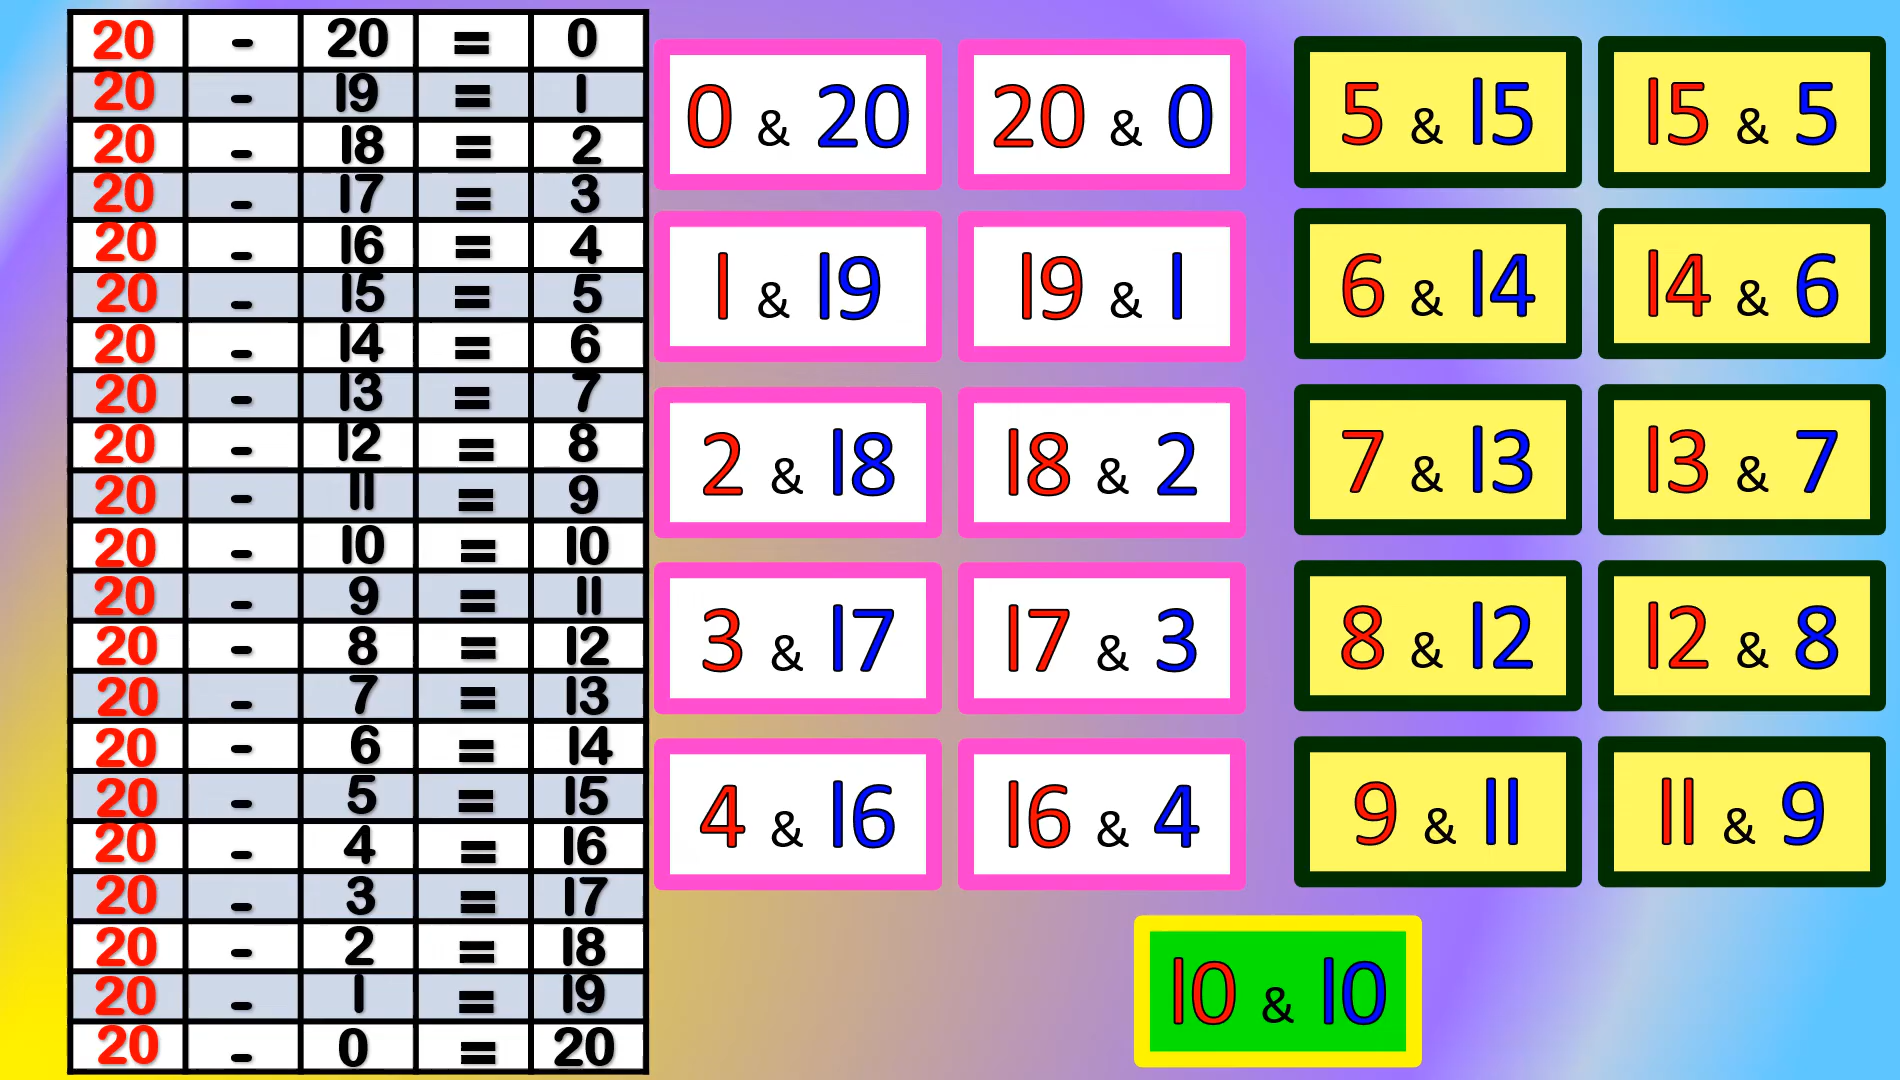 20 - 20 = 0
20 - 19 = 1
20 - 18 = 2
20 - 17 = 3
20 - 16 = 4
20 - 15 = 5
20 - 14 = 6
20 - 13 = 7
20 - 12 = 8
20 - 11 = 9
20 - 10 = 10
20 - 9 = 11
20 - 8 = 12
20 - 7 = 13
20 - 6 = 14
20 - 5 = 15
20 - 4 = 16
20 - 3 = 17
20 - 2 = 18
20 - 1 = 19
20 - 0 = 20
0 & 20
20 & 0
1 & 19
19 & 1
2 & 18
18 & 2
3 & 17
17 & 3
4 & 16
16 & 4
5 & 15
15 & 5
6 & 14
14 & 6
7 & 13
13 & 7
8 & 12
12 & 8
9 & 11
11 & 9
10 & 10